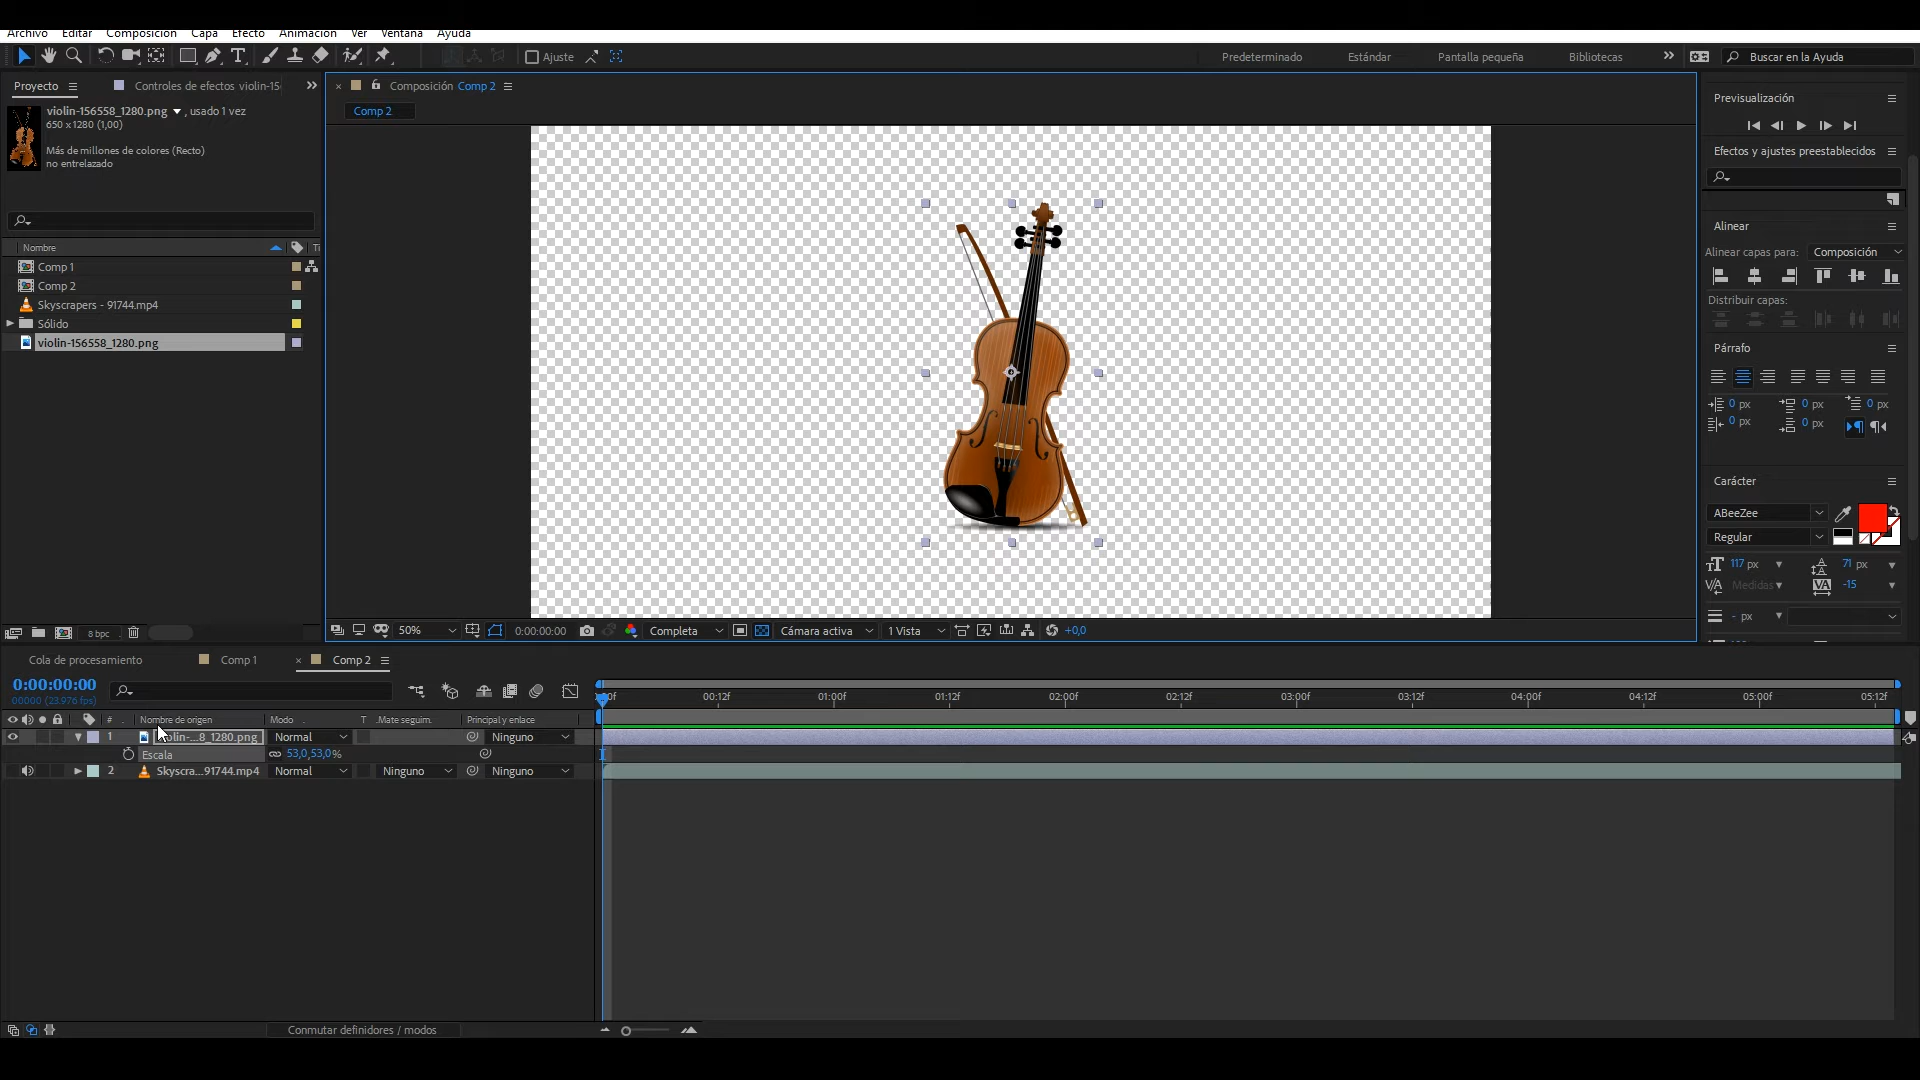 Archivo Editar Composición Capa Efecto Animación Ver Ventana Ayuda
Ajuste
Predeterminado Estándar Pantalla pequeña Bibliotecas
Buscar en la Ayuda
Proyecto
Controles de efectos violin-15
violin-156558_1280.png , usado 1 vez
650 x 1280 (1,00)
Más de millones de colores (Recto)
no entrelazado
Nombre
Comp 1
Comp 2
Skyscrapers - 91744.mp4
Sólido
violin-156558_1280.png
8 bpc
Composición Comp 2
Comp 2
50%
0:00:00:00
Completa
Cámara activa
1 Vista
+0,0
Previsualización
Efectos y ajustes preestablecidos
Alinear
Alinear capas para: Composición
Distribuir capas:
Párrafo
0 px 0 px 0 px
0 px 0 px
Carácter
ABeeZee
Regular
117 px 71 px
Medidas -15
- px
Cola de procesamiento
Comp 1
Comp 2
0:00:00:00
00000 (23.976 fps)
00:12f 01:00f 01:12f 02:00f 02:12f 03:00f 03:12f 04:00f 04:12f 05:00f 05:12f
# Nombre de origen Modo T .Mate seguim. Principal y enlace
1 violin-...8_1280.png Normal Ninguno
Escala 53,0,53,0%
2 Skyscra...91744.mp4 Normal Ninguno Ninguno
Conmutar definidores / modos